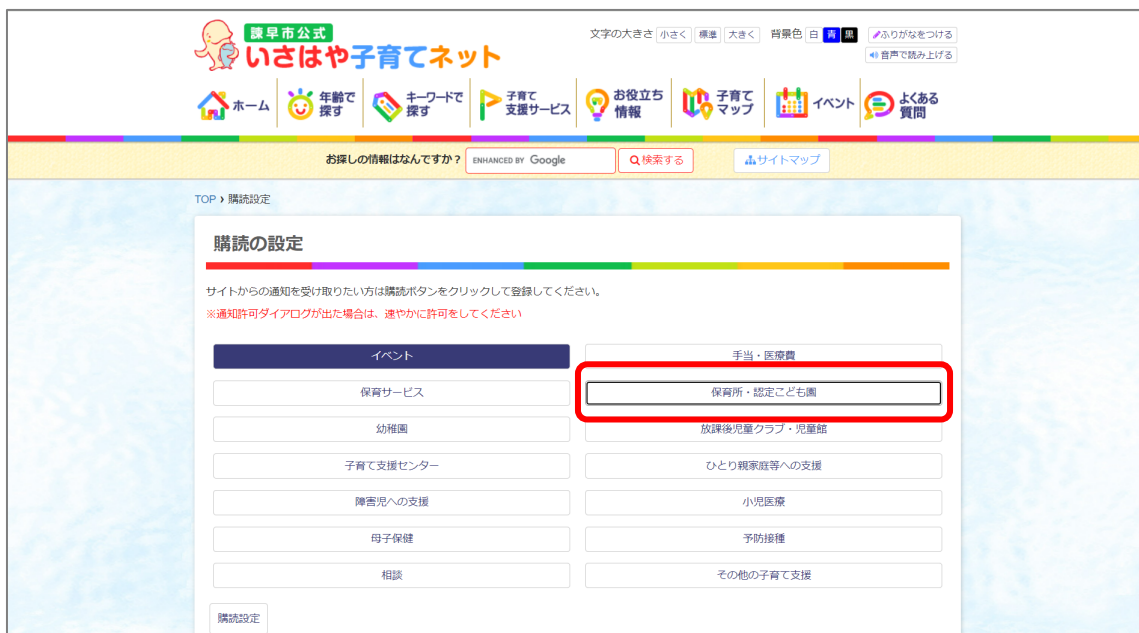 諫早市公式
いさはや子育てネット
文字の大きさ 小さく 標準 大きく 背景色 白 青 黒 ふりがなをつける
音声で読み上げる
ホーム
年齢で探す
キーワードで探す
子育て支援サービス
お役立ち情報
子育てマップ
イベント
よくある質問
お探しの情報はなんですか？ ENHANCED BY Google 検索する サイトマップ
TOP › 購読設定
購読の設定
サイトからの通知を受け取りたい方は購読ボタンをクリックして登録してください。
※通知許可ダイアログが出た場合は、速やかに許可をしてください
イベント 手当・医療費
保育サービス 保育所・認定こども園
幼稚園 放課後児童クラブ・児童館
子育て支援センター ひとり親家庭等への支援
障害児への支援 小児医療
母子保健 予防接種
相談 その他の子育て支援
購読設定